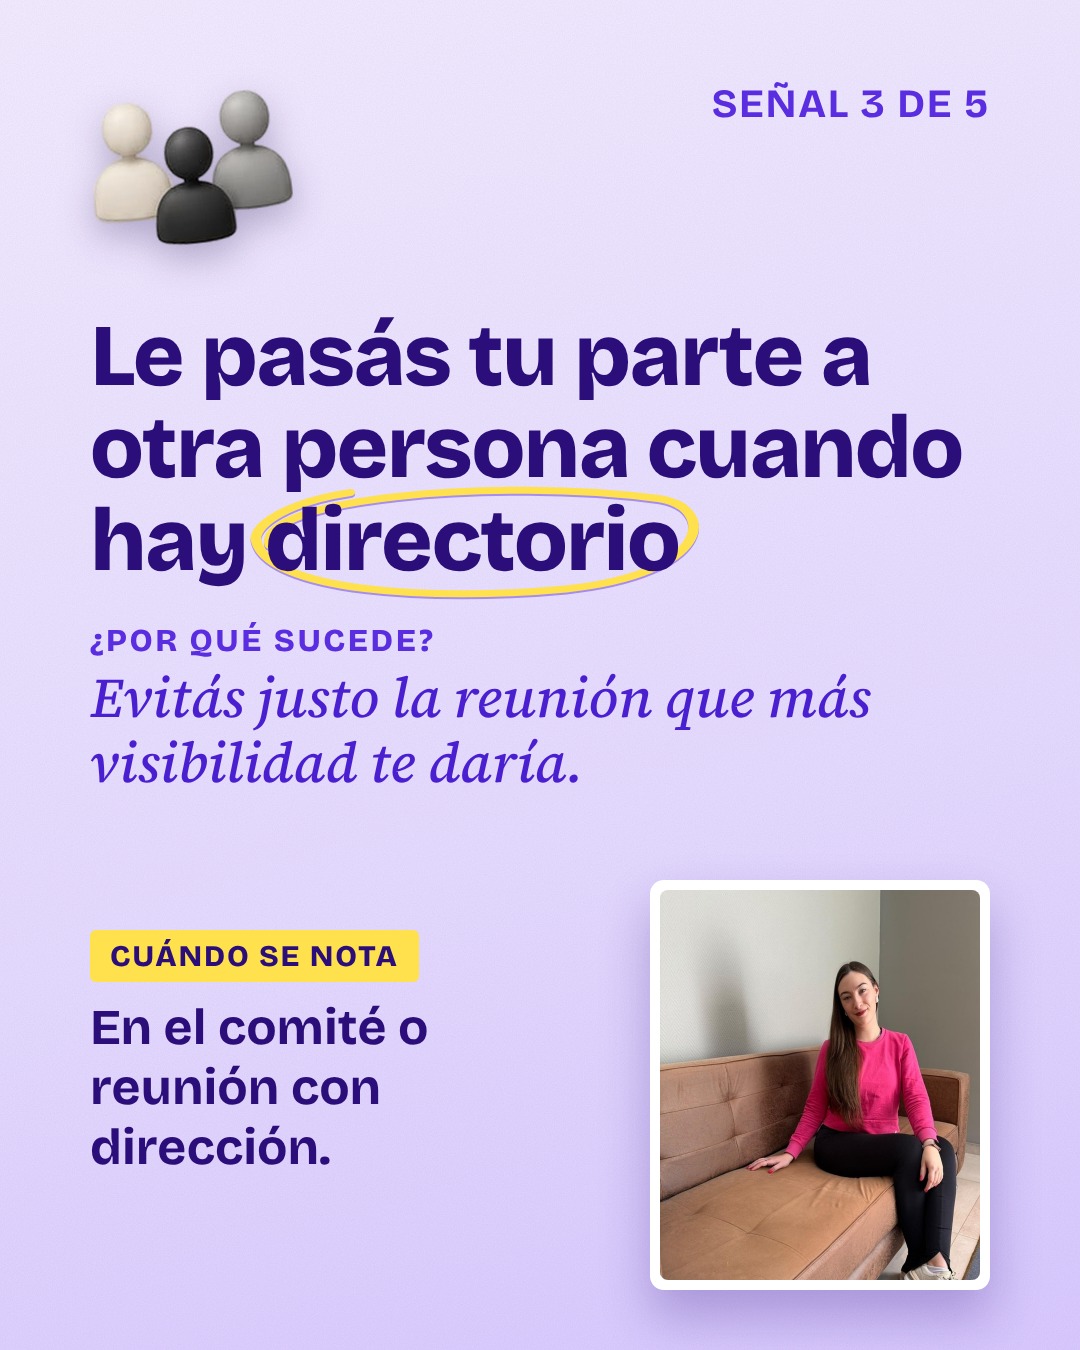 SEÑAL 3 DE 5
Le pasás tu parte a
otra persona cuando
hay directorio
¿POR QUÉ SUCEDE?
Evitás justo la reunión que más
visibilidad te daría.
CUÁNDO SE NOTA
En el comité o
reunión con
dirección.